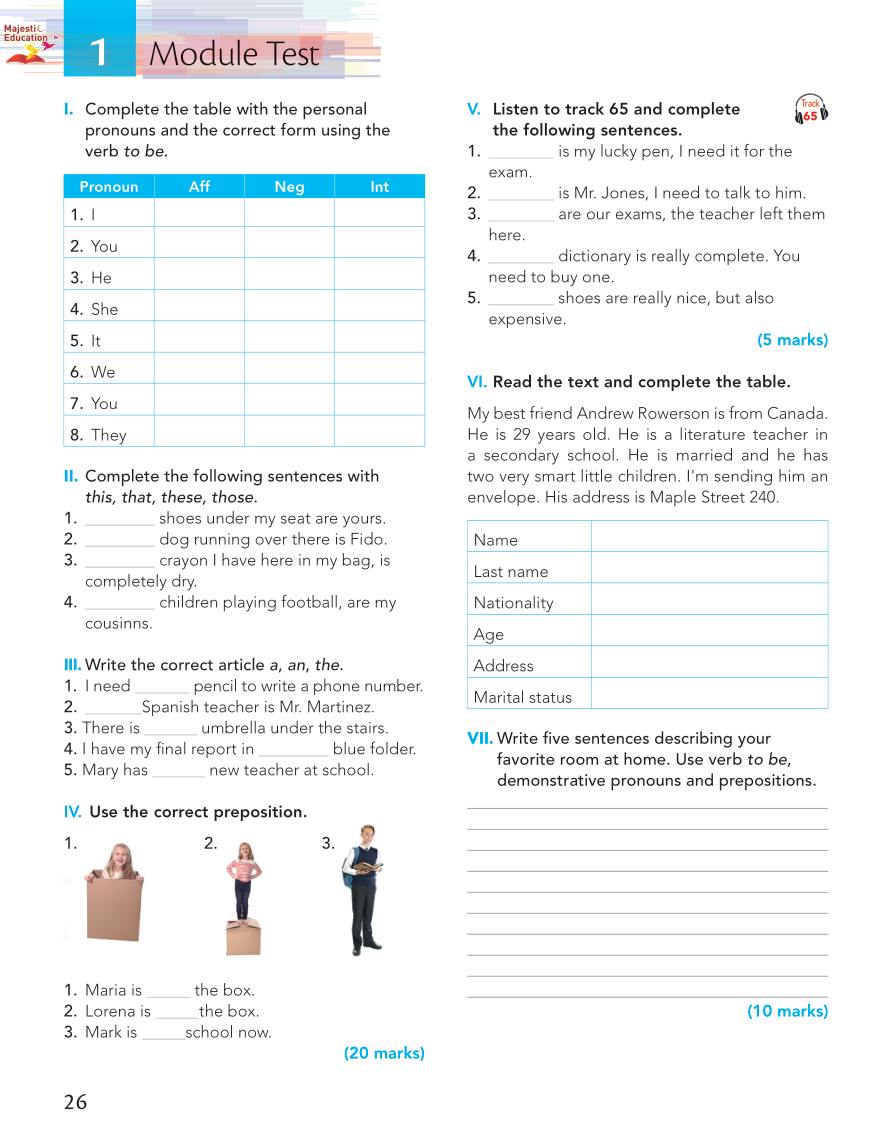 Majesti
Education
1
Module Test
I. Complete the table with the personal
pronouns and the correct form using the
verb to be.
Pronoun Aff Neg Int
1. I
2. You
3. He
4. She
5. It
6. We
7. You
8. They
II. Complete the following sentences with
this, that, these, those.
1. ________ shoes under my seat are yours.
2. ________ dog running over there is Fido.
3. ________ crayon I have here in my bag, is
completely dry.
4. ________ children playing football, are my
cousinns.
III. Write the correct article a, an, the.
1. I need ______ pencil to write a phone number.
2. ______Spanish teacher is Mr. Martinez.
3. There is ______ umbrella under the stairs.
4. I have my final report in ________ blue folder.
5. Mary has ______ new teacher at school.
IV. Use the correct preposition.
1. 2. 3.
1. Maria is _____ the box.
2. Lorena is _____the box.
3. Mark is _____school now.
(20 marks)
26
V. Listen to track 65 and complete
the following sentences.
Track
65
1. ________ is my lucky pen, I need it for the
exam.
2. ________ is Mr. Jones, I need to talk to him.
3. ________ are our exams, the teacher left them
here.
4. ________ dictionary is really complete. You
need to buy one.
5. ________ shoes are really nice, but also
expensive.
(5 marks)
VI. Read the text and complete the table.
My best friend Andrew Rowerson is from Canada.
He is 29 years old. He is a literature teacher in
a secondary school. He is married and he has
two very smart little children. I'm sending him an
envelope. His address is Maple Street 240.
Name
Last name
Nationality
Age
Address
Marital status
VII. Write five sentences describing your
favorite room at home. Use verb to be,
demonstrative pronouns and prepositions.
(10 marks)